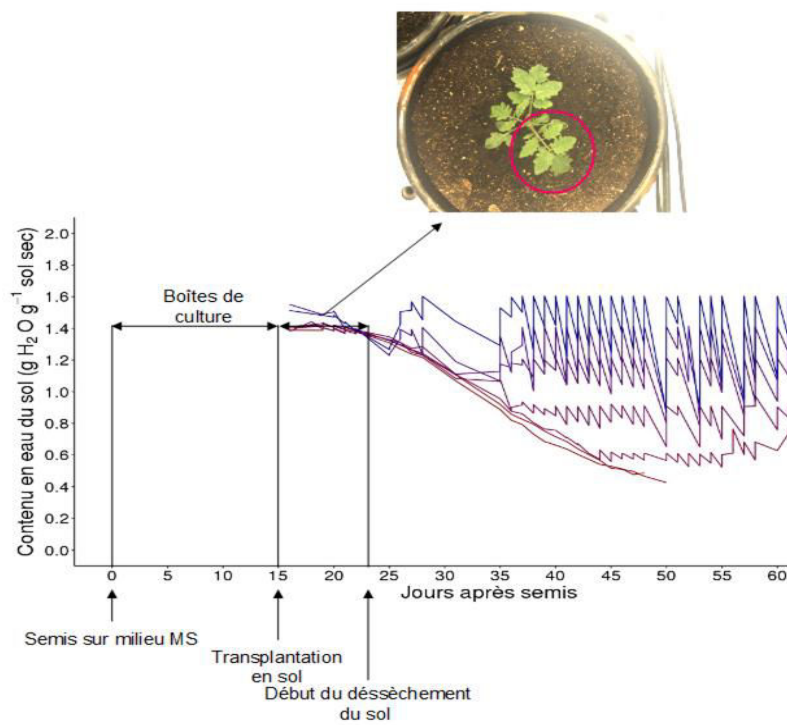 2.0
1.8
1.6
1.4
1.2
1.0
0.8
0.6
0.4
0.2
0.0
Contenu en eau du sol (g H₂ O g⁻¹ sol sec)
Boîtes de
culture
0 5 10 15 20 25 30 35 40 45 50 55 60
Jours après semis
Semis sur milieu MS
Transplantation
en sol
Début du déssèchement
du sol